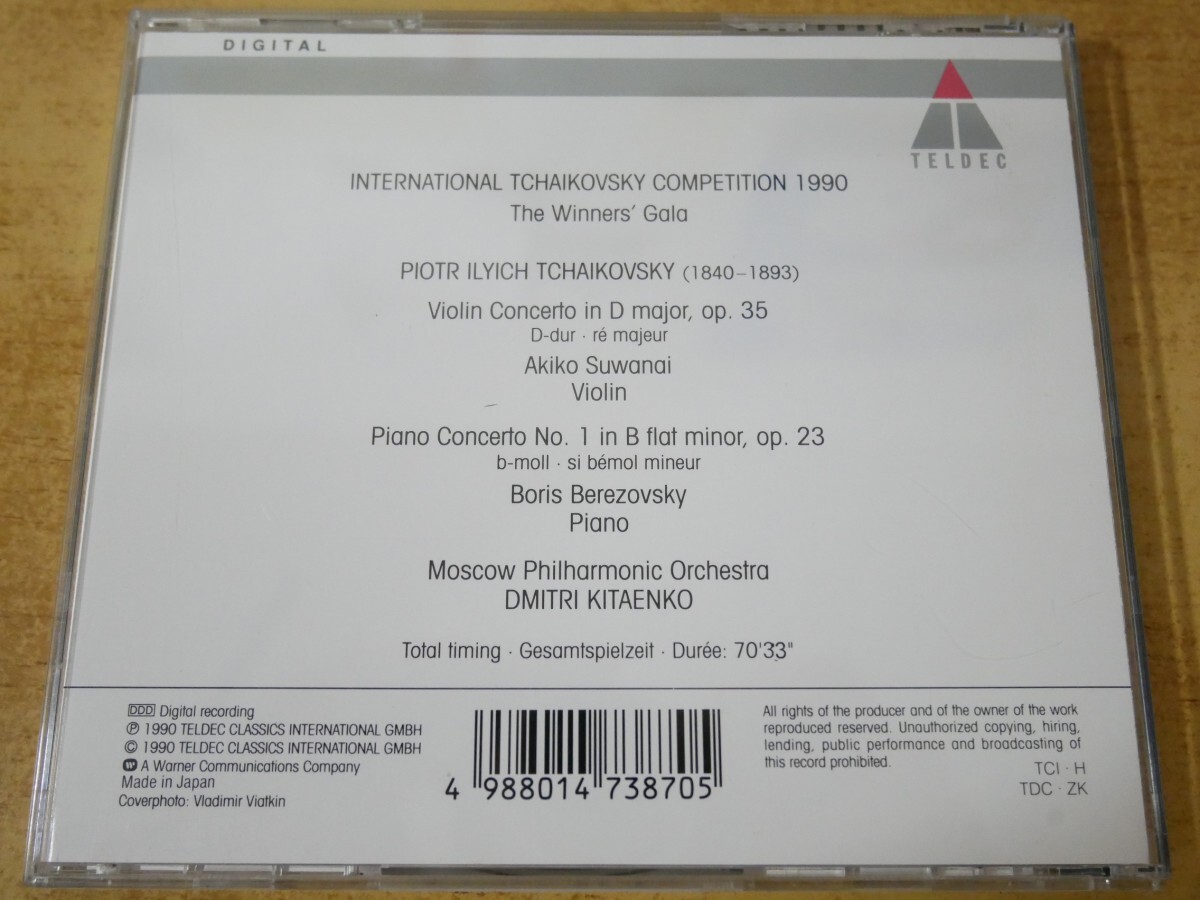 DIGITAL
TELDEC
INTERNATIONAL TCHAIKOVSKY COMPETITION 1990
The Winners' Gala
PIOTR ILYICH TCHAIKOVSKY (1840–1893)
Violin Concerto in D major, op. 35
D-dur · ré majeur
Akiko Suwanai
Violin
Piano Concerto No. 1 in B flat minor, op. 23
b-moll · si bémol mineur
Boris Berezovsky
Piano
Moscow Philharmonic Orchestra
DMITRI KITAENKO
Total timing · Gesamtspielzeit · Durée: 70'33"
DDD Digital recording
℗ 1990 TELDEC CLASSICS INTERNATIONAL GMBH
© 1990 TELDEC CLASSICS INTERNATIONAL GMBH
A Warner Communications Company
Made in Japan
Coverphoto: Vladimir Viatkin
4 988014 738705
All rights of the producer and of the owner of the work
reproduced reserved. Unauthorized copying, hiring,
lending, public performance and broadcasting of
this record prohibited.
TCI · H
TDC · ZK